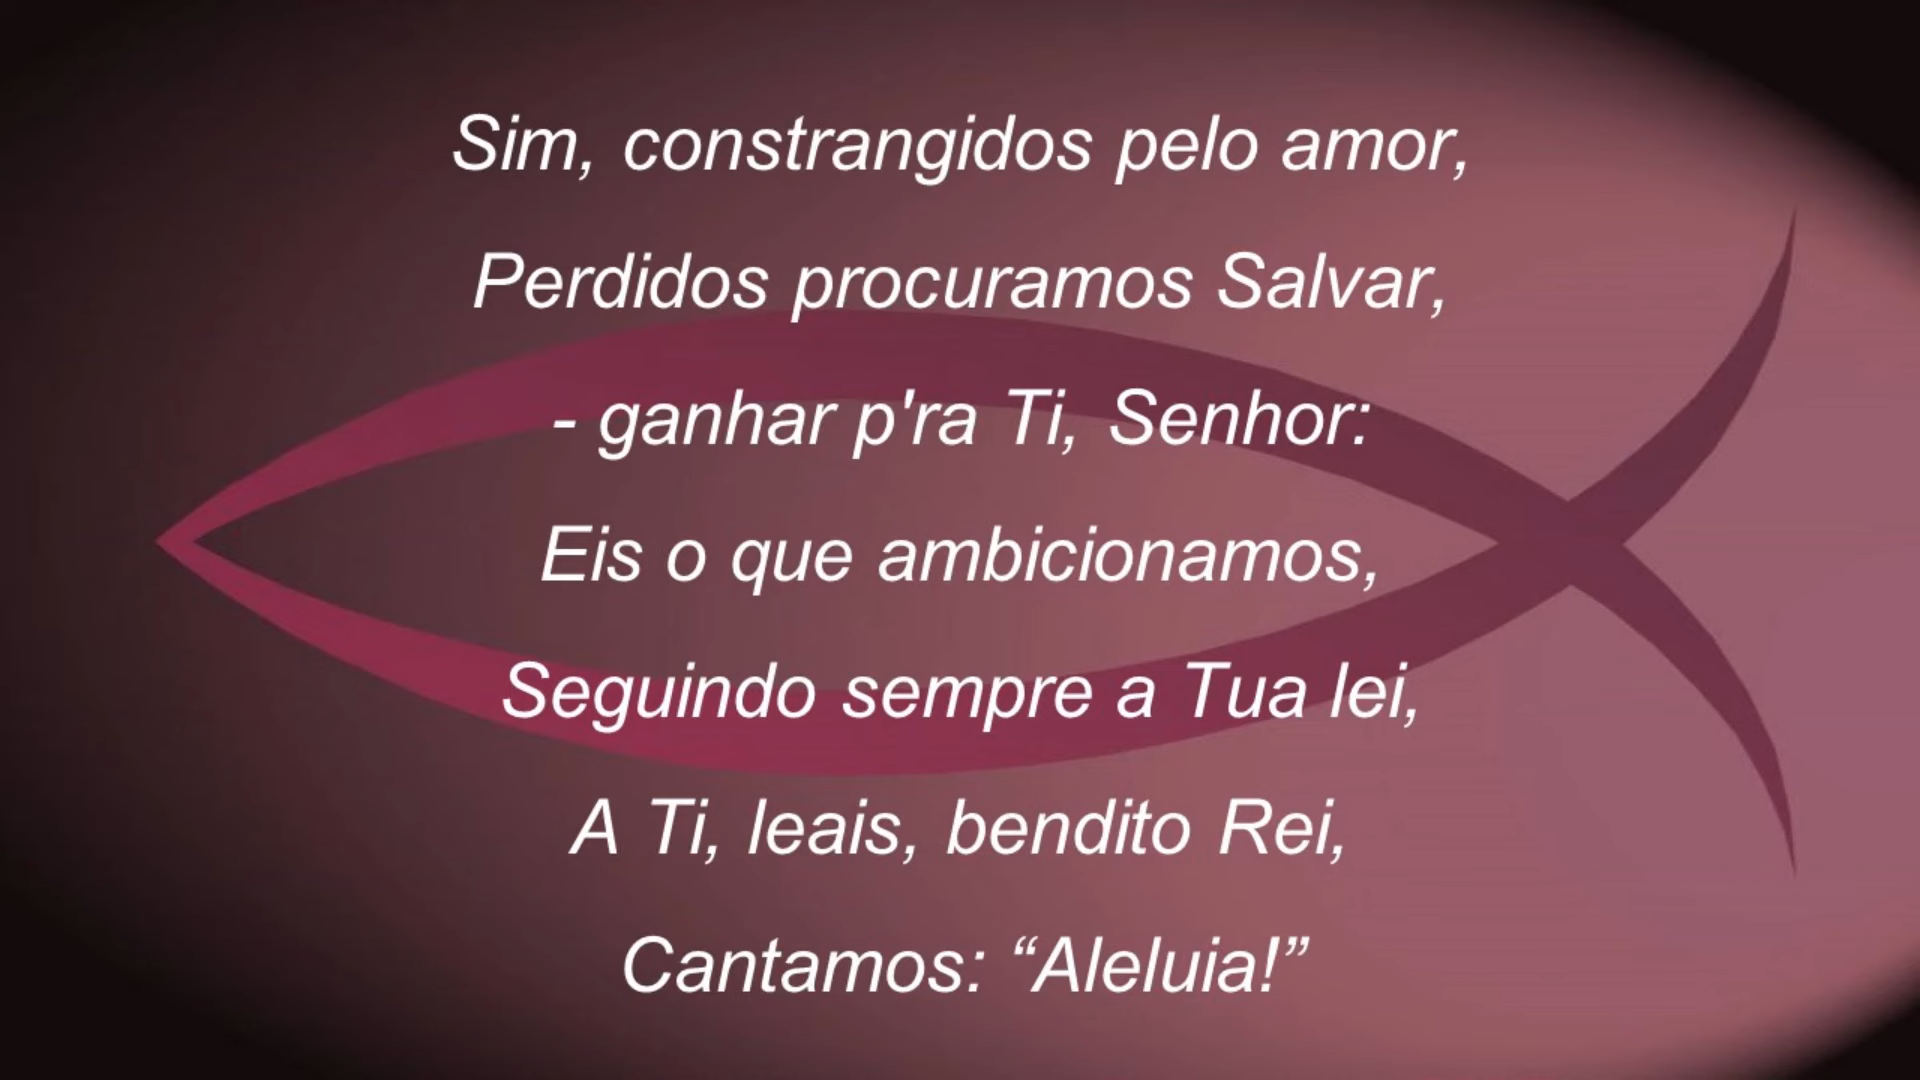 Sim, constrangidos pelo amor,
Perdidos procuramos Salvar,
- ganhar p'ra Ti, Senhor:
Eis o que ambicionamos,
Seguindo sempre a Tua lei,
A Ti, leais, bendito Rei,
Cantamos: “Aleluia!”